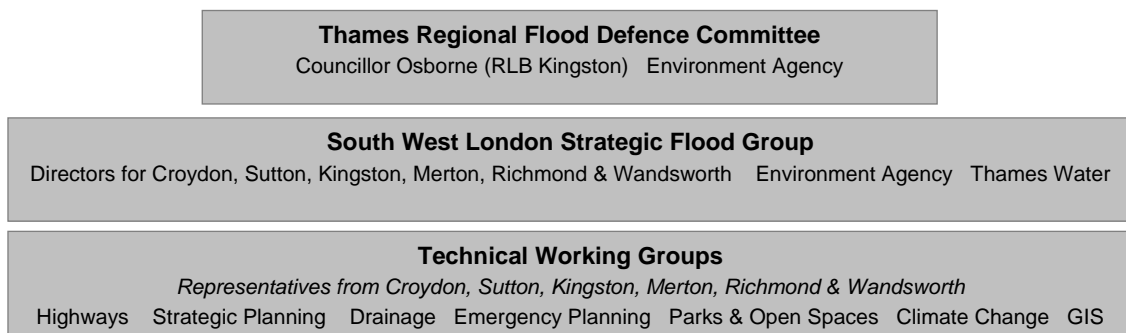 Thames Regional Flood Defence Committee
Councillor Osborne (RLB Kingston) Environment Agency
South West London Strategic Flood Group
Directors for Croydon, Sutton, Kingston, Merton, Richmond & Wandsworth Environment Agency Thames Water
Technical Working Groups
Representatives from Croydon, Sutton, Kingston, Merton, Richmond & Wandsworth
Highways Strategic Planning Drainage Emergency Planning Parks & Open Spaces Climate Change GIS